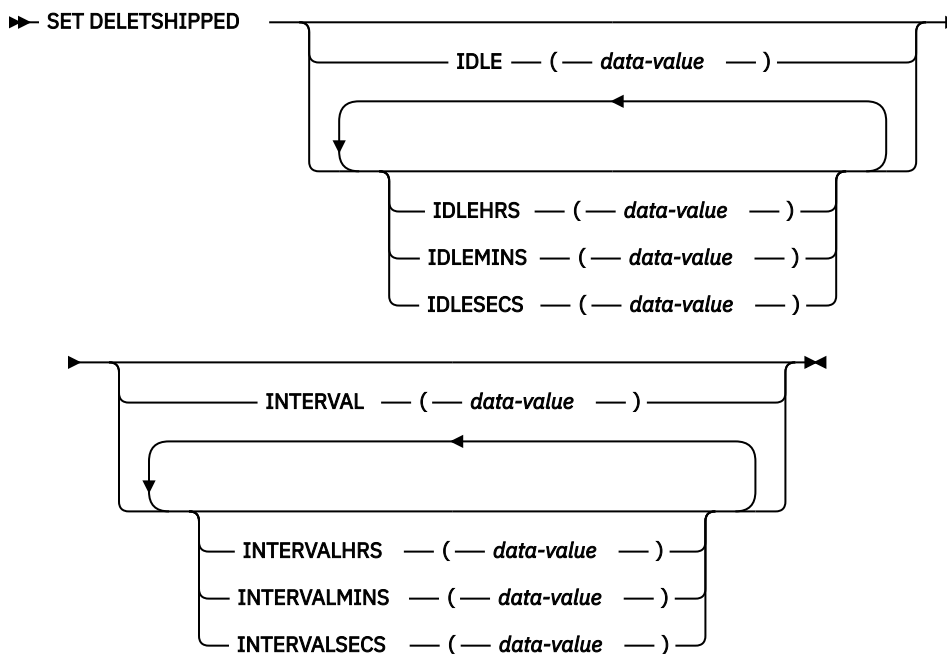 SET DELETSHIPPED
IDLE ( data-value )
IDLEHRS ( data-value )
IDLEMINS ( data-value )
IDLESECS ( data-value )
INTERVAL ( data-value )
INTERVALHRS ( data-value )
INTERVALMINS ( data-value )
INTERVALSECS ( data-value )